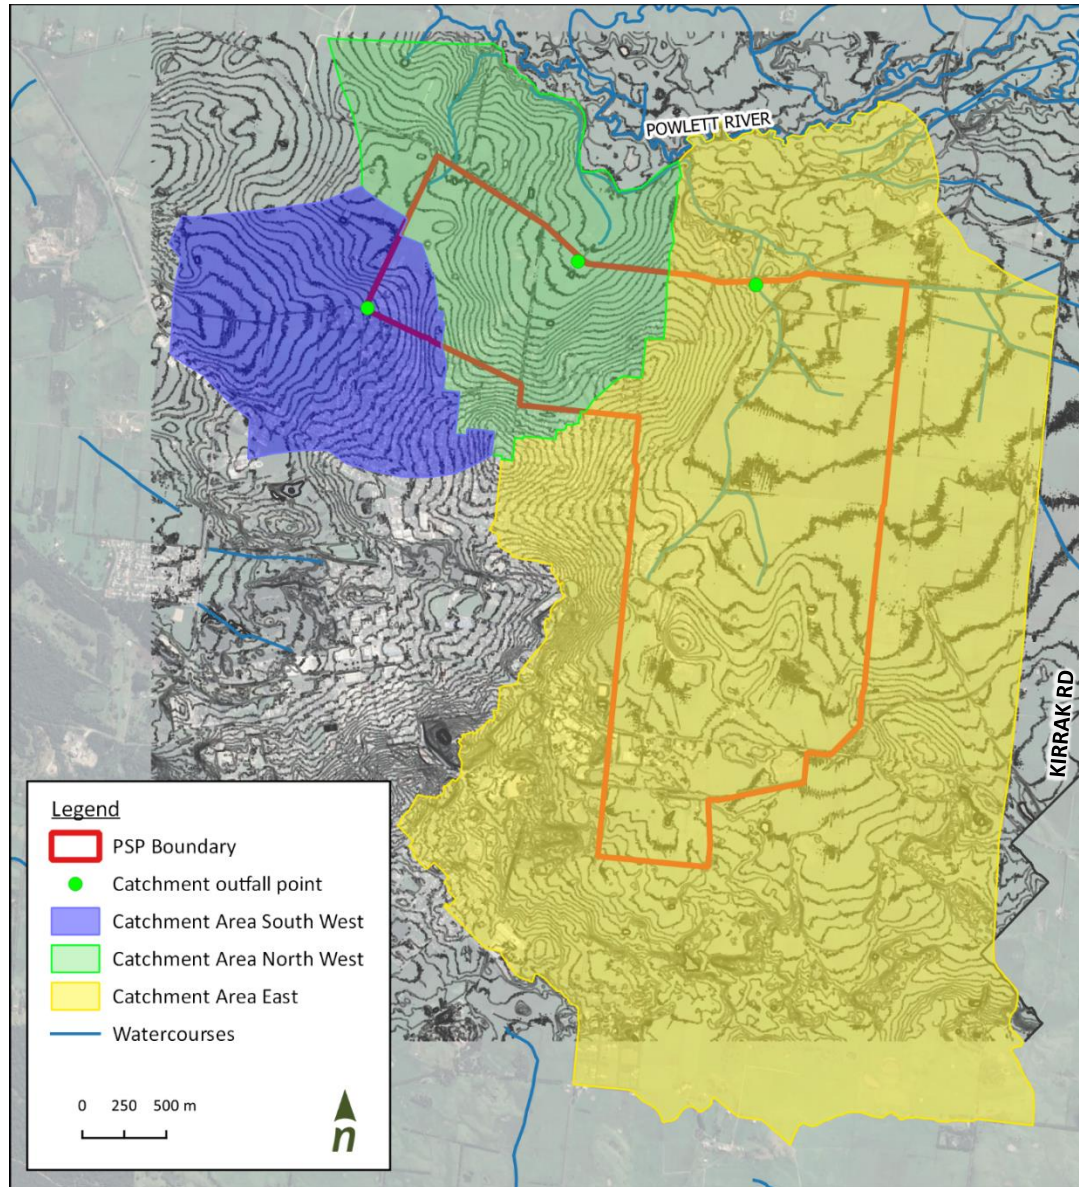 POWLETT RIVER
KIRRAK RD
Legend
PSP Boundary
Catchment outfall point
Catchment Area South West
Catchment Area North West
Catchment Area East
Watercourses
0 250 500 m
n